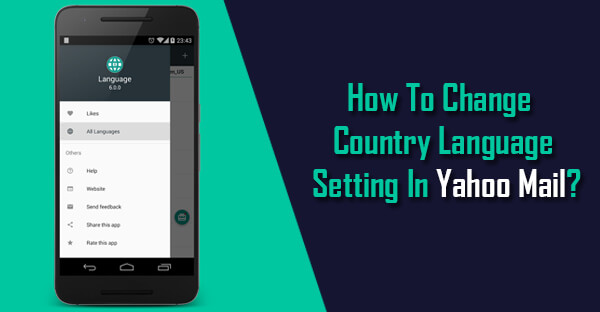 23:43
Language
6.0.0
en_US
Likes
All Languages
Others
Help
Website
Send feedback
Share this app
Rate this app
How To Change
Country Language
Setting In Yahoo Mail?